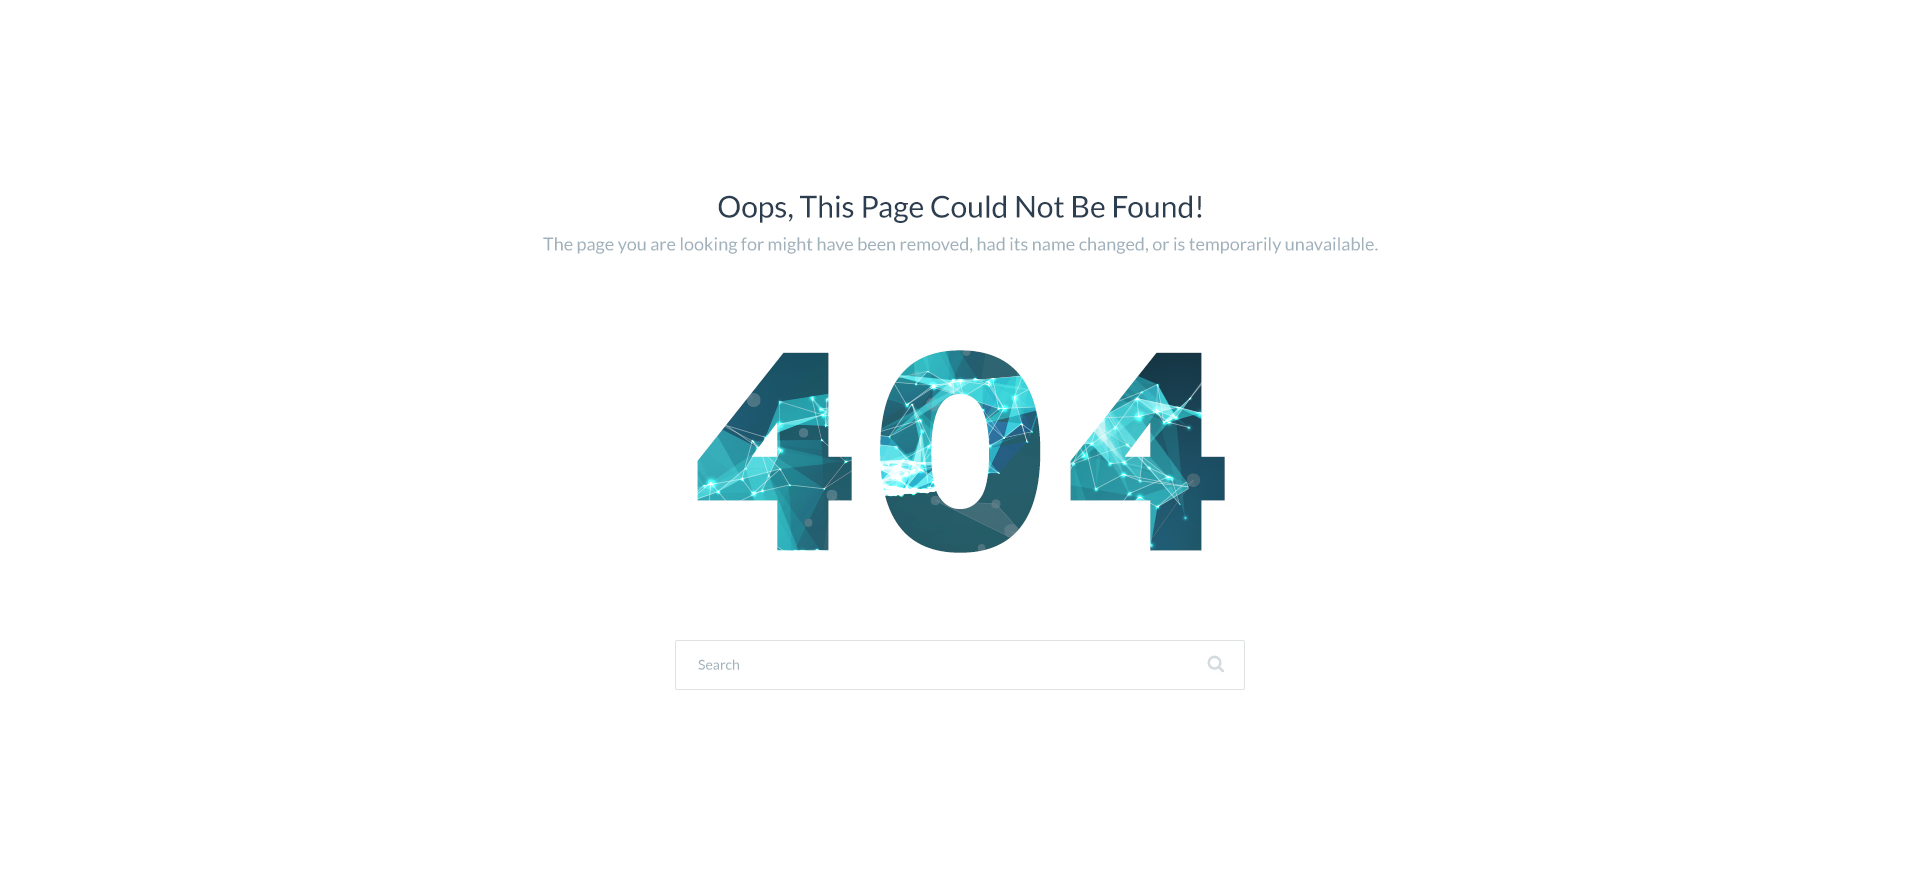 Oops, This Page Could Not Be Found!
The page you are looking for might have been removed, had its name changed, or is temporarily unavailable.
404
Search